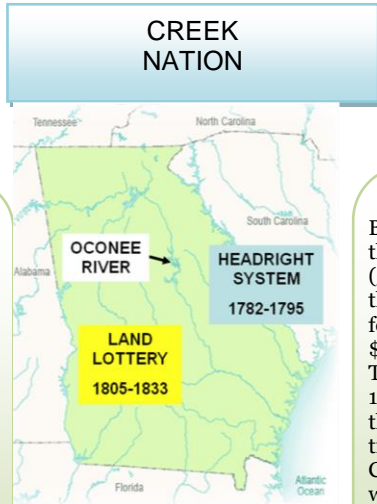 CREEK
NATION
Tennessee
North Carolina
South Carolina
OCONEE
RIVER
HEADRIGHT
SYSTEM
1782-1795
Alabama
LAND
LOTTERY
1805-1833
Florida
Atlantic
Ocean